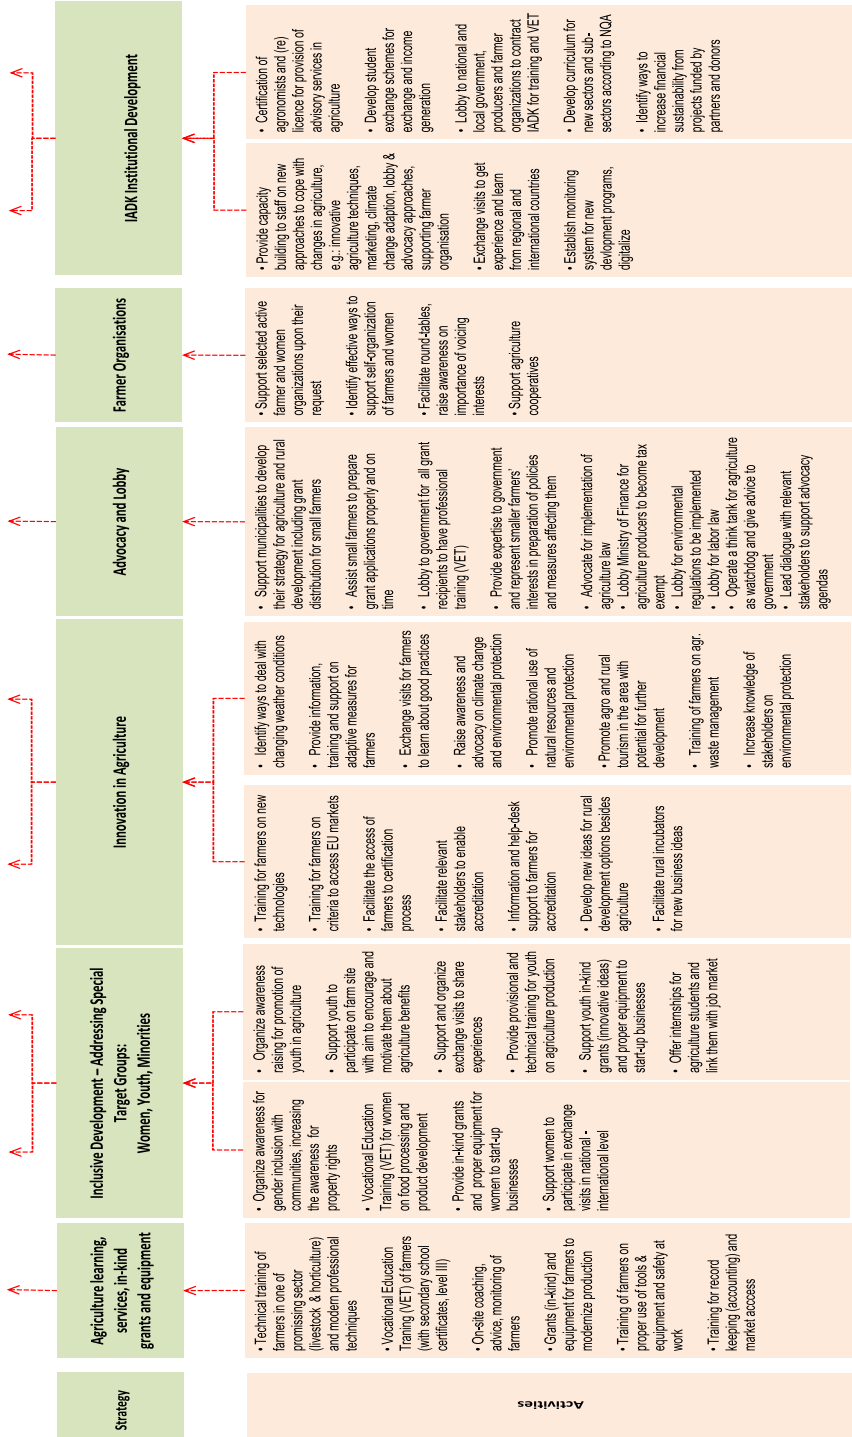 Strategy
Agriculture learning,
services, in-kind
grants and equipment
Inclusive Development – Addressing Special
Target Groups:
Women, Youth, Minorities
Innovation in Agriculture
Advocacy and Lobby
Farmer Organisations
IADK Institutional Development
Activities
• Technical training of
farmers in one of
promissing sector
(livestock & horticulture)
and modern professional
techniques
• Vocational Education
Traning (VET) of farmers
(with secondary school
certificates, level III)
• On-site coaching,
advice, monitoring of
farmers
• Grants (in-kind) and
equipment for farmers to
modernize production
• Training of farmers on
proper use of tools &
equipment and safety at
work
• Training for record
keeping (accounting) and
market access
• Organize awareness for
gender inclusion with
communities, increasing
the awareness for
property rights
• Vocational Education
Training (VET) for women
on food processing and
product development
• Provide in-kind grants
and proper equipment for
women to start-up
businesses
• Support women to
participate in exchange
visits in national -
international level
• Organize awareness
raising for promotion of
youth in agriculture
• Support youth to
participate on farm site
with aim to encourage and
motivate them about
agriculture benefits
• Support and organize
exchange visits to share
experiences
• Provide provisional and
technical training for youth
on agriculture production
• Support youth in-kind
grants (innovative ideas)
and proper equipment to
start-up businesses
• Offer internships for
agriculture students and
link them with job market
• Training for farmers on new
technologies
• Training for farmers on
criteria to access EU markets
• Facilitate the access of
farmers to certification
process
• Facilitate relevant
stakeholders to enable
accreditation
• Information and help-desk
support to farmers for
accreditation
• Develop new ideas for rural
development options besides
agriculture
• Facilitate rural incubators
for new business ideas
• Identify ways to deal with
changing weather conditions
• Provide information,
training and support on
adaptive measures for
farmers
• Exchange visits for farmers
to learn about good practices
• Raise awareness and
advocacy on climate change
and environmental protection
• Promote rational use of
natural resources and
environmental protection
• Promote agro and rural
tourism in the area with
potential for further
development
• Training of farmers on agr.
waste management
• Increase knowledge of
stakeholders on
environmental protection
• Support municipalities to develop
their strategy for agriculture and rural
development including grant
distribution for small farmers
• Assist small farmers to prepare
grant applications properly and on
time
• Lobby to government for all grant
recipients to have professional
training (VET)
• Provide expertise to government
and represent smaller farmers'
interests in preparation of policies
and measures affecting them
• Advocate for implementation of
agriculture law
• Lobby Ministry of Finance for
agriculture producers to become tax
exempt
• Lobby for environmental
regulations to be implemented
• Lobby for labor law
• Operate a think tank for agriculture
as watchdog and give advice to
government
• Lead dialogue with relevant
stakeholders to support advocacy
agendas
• Support selected active
farmer and women
organizations upon their
request
• Identify effective ways to
support self-organization
of farmers and women
• Facilitate round-tables,
raise awareness on
importance of voicing
interests
• Support agriculture
cooperatives
• Provide capacity
building to staff on new
approaches to cope with
changes in agriculture,
e.g.: innovative
agriculture techniques,
marketing, climate
change adaption, lobby &
advocacy approaches,
supporting farmer
organisation
• Exchange visits to get
experience and learn
from regional and
international countries
• Establish monitoring
system for new
devlopment programs,
digitalize
• Certification of
agronomists and (re)
licence for provision of
advisory services in
agriculture
• Develop student
exchange schemes for
exchange and income
generation
• Lobby to national and
local government,
producers and farmer
organizations to contract
IADK for training and VET
• Develop curriculum for
new sectors and sub-
sectors according to NQA
• Identify ways to
increase financial
sustainability from
projects funded by
partners and donors